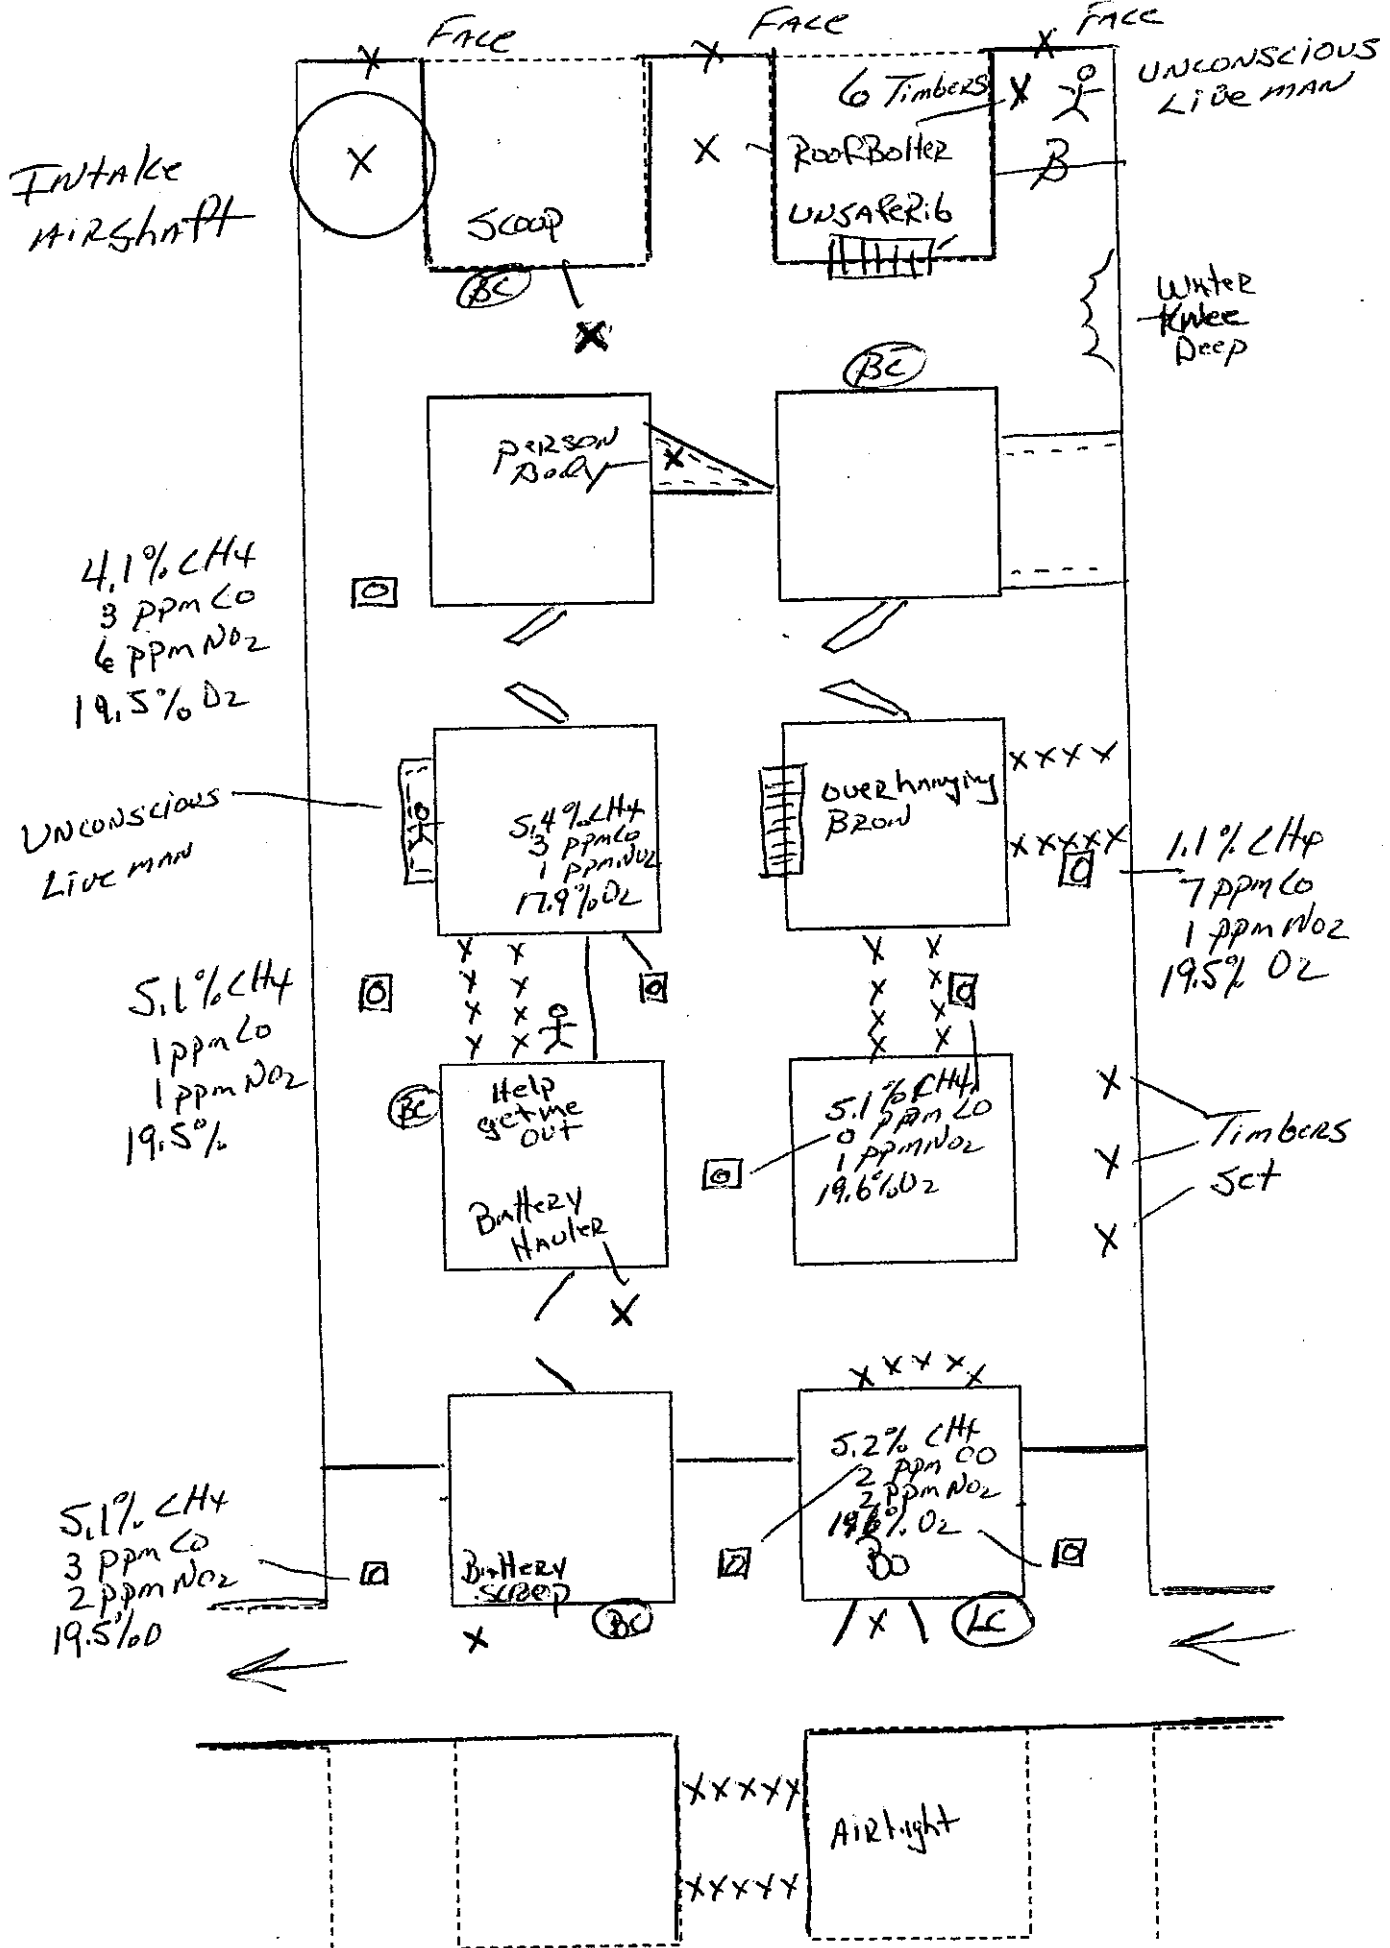 FACE
FACE
FACE
UNCONSCIOUS
Live MAN
6 Timbers
X
X
X
X
X
X
INTAKE
AIRShAft
RoofBolter
B
UNSAFeRib
Scoop
BC
X
Water
Knee
Deep
BC
PERSON
Body
X
4.1% CH4
3 ppm CO
6 ppm NO2
19.5% O2
UNCONSCIOUS
Live MAN
5.4% CH4
3 ppm CO
1 ppm NO2
17.9% O2
overhanging
BROW
X X X X
X X X X X
1.1% CH4
7 ppm CO
1 ppm NO2
19.5% O2
X X X X
X X X X
X X X X
X X X X
5.1% CH4
1 ppm CO
1 ppm NO2
19.5%
BC
Help
get me
out
Battery
Hauler
X
5.1% CH4
0 ppm CO
1 ppm NO2
19.6% O2
X
X
X
Timbers
Set
X X X X X
5.2% CH4
2 ppm CO
2 ppm NO2
19.6% O2
BO
5.1% CH4
3 ppm CO
2 ppm NO2
19.5% O
Battery
BC
X
X
LC
X X X X X
X X X X X
AIRtight